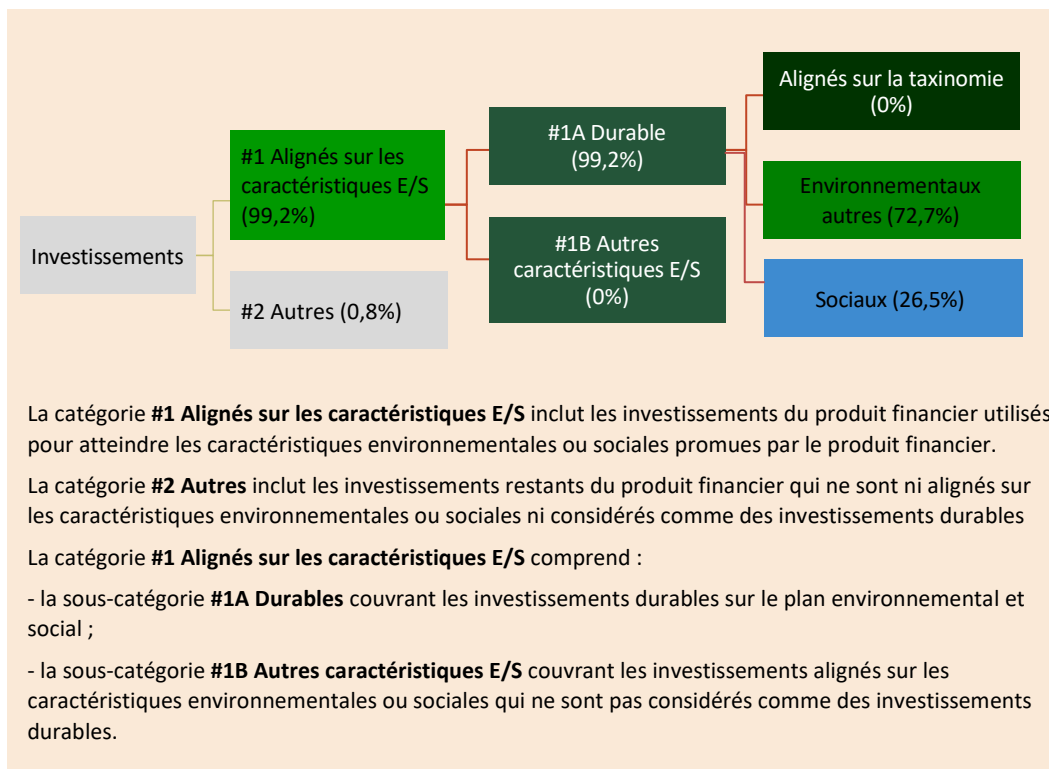 Alignés sur la taxinomie
(0%)
#1A Durable
(99,2%)
#1 Alignés sur les
caractéristiques E/S
(99,2%)
Environnementaux
autres (72,7%)
#1B Autres
caractéristiques E/S
(0%)
Investissements
#2 Autres (0,8%)
Sociaux (26,5%)
La catégorie #1 Alignés sur les caractéristiques E/S inclut les investissements du produit financier utilisés
pour atteindre les caractéristiques environnementales ou sociales promues par le produit financier.
La catégorie #2 Autres inclut les investissements restants du produit financier qui ne sont ni alignés sur
les caractéristiques environnementales ou sociales ni considérés comme des investissements durables
La catégorie #1 Alignés sur les caractéristiques E/S comprend :
- la sous-catégorie #1A Durables couvrant les investissements durables sur le plan environnemental et
social ;
- la sous-catégorie #1B Autres caractéristiques E/S couvrant les investissements alignés sur les
caractéristiques environnementales ou sociales qui ne sont pas considérés comme des investissements
durables.